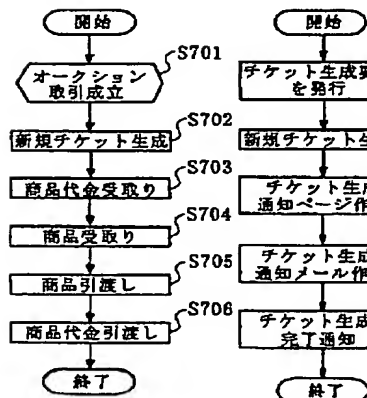 開始
S701
オークション
取引成立
S702
新規チケット生成
S703
商品代金受取り
S704
商品受取り
S705
商品引渡し
S706
商品代金引渡し
終了
開始
チケット生成
を発行
新規チケット生
チケット生成
通知ページ作
チケット生成
通知メール作
チケット生成
完了通知
終了